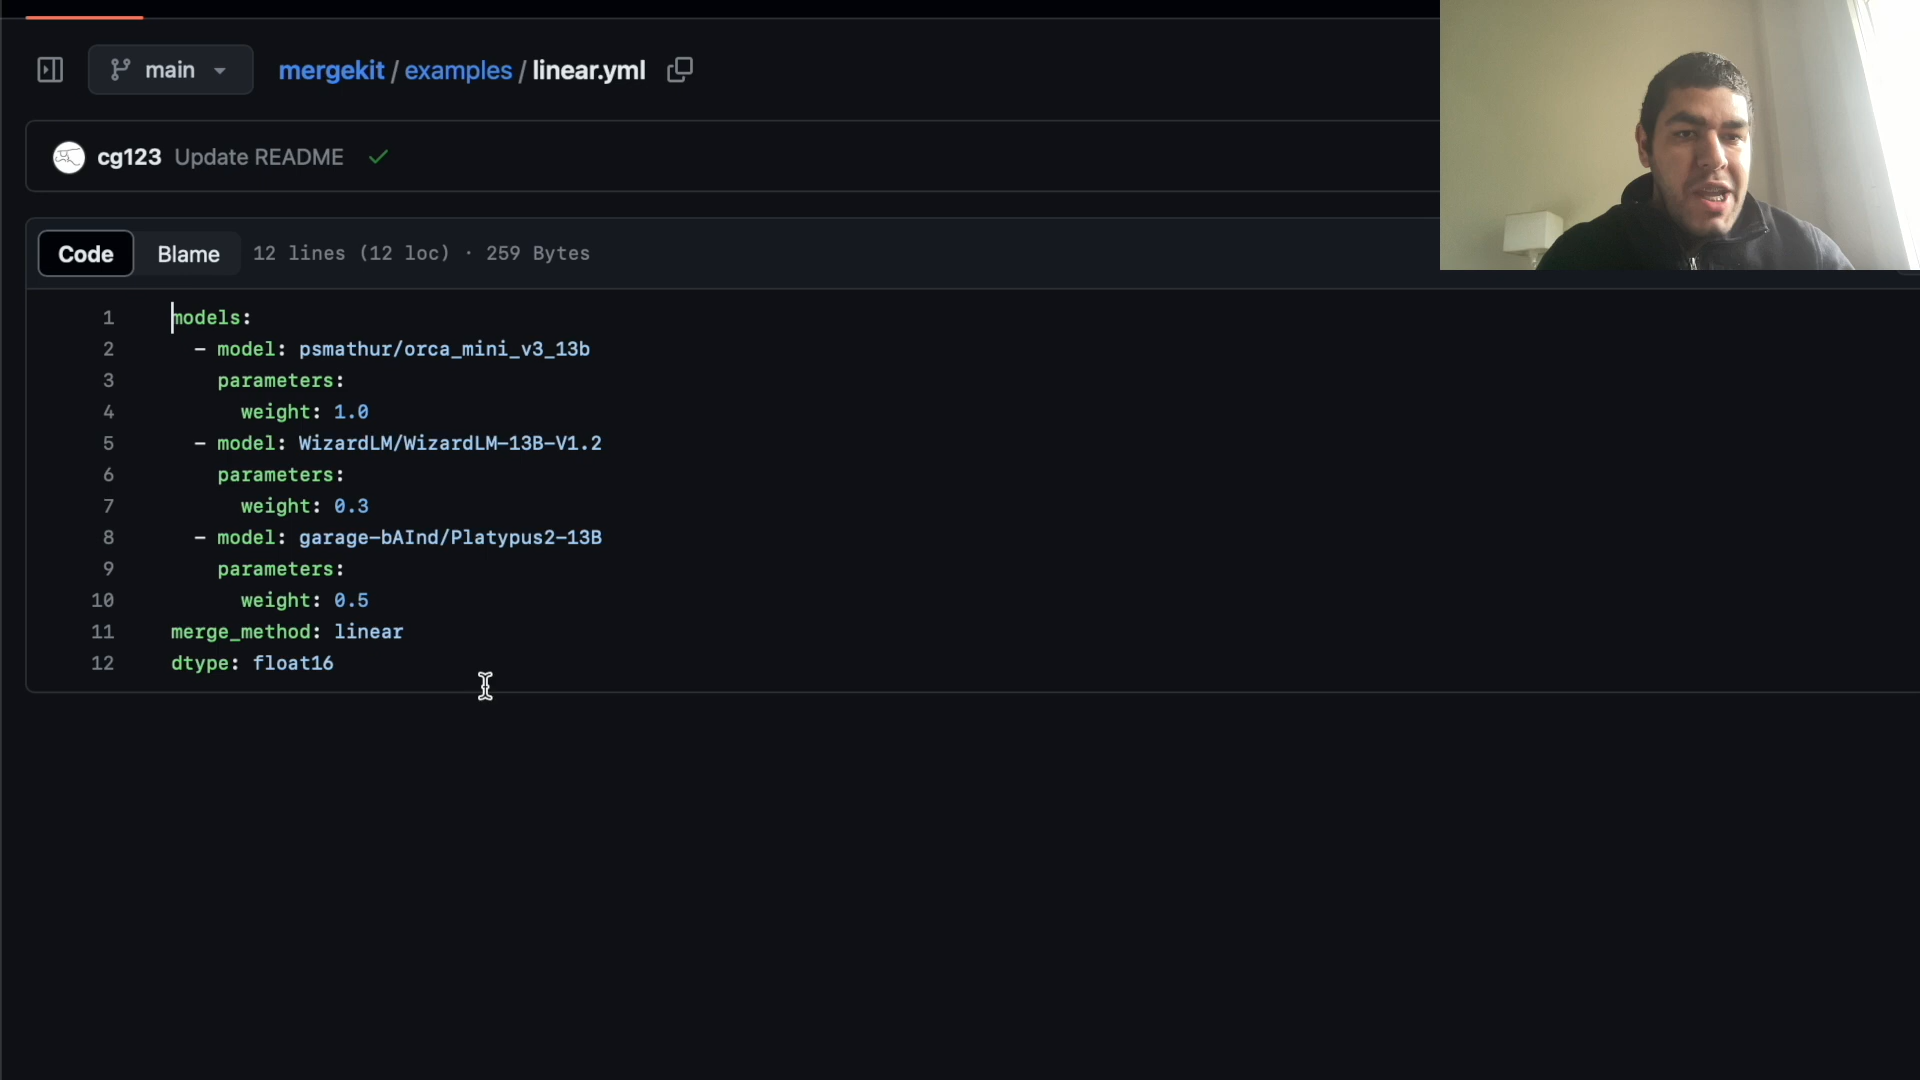 main
mergekit / examples / linear.yml
cg123 Update README
Code Blame 12 lines (12 loc) · 259 Bytes
1 models:
2 - model: psmathur/orca_mini_v3_13b
3 parameters:
4 weight: 1.0
5 - model: WizardLM/WizardLM-13B-V1.2
6 parameters:
7 weight: 0.3
8 - model: garage-bAInd/Platypus2-13B
9 parameters:
10 weight: 0.5
11 merge_method: linear
12 dtype: float16